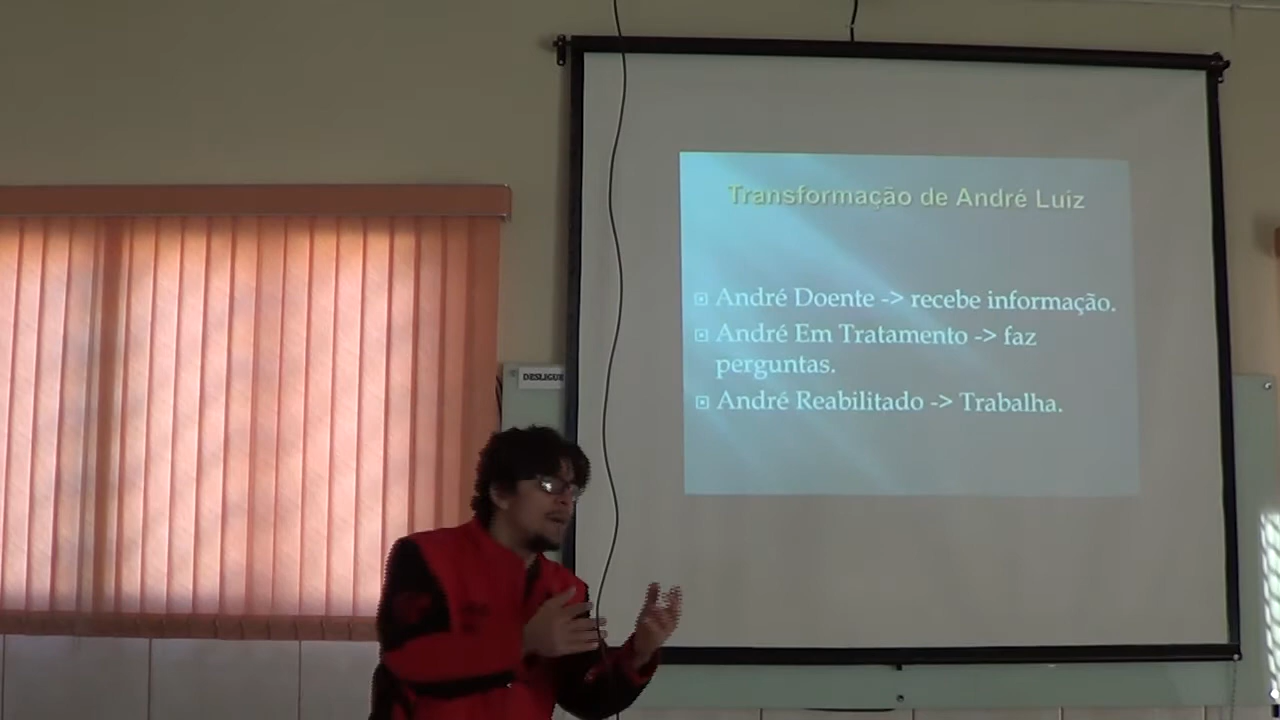 Transformação de André Luiz
André Doente -> recebe informação.
André Em Tratamento -> faz
perguntas.
André Reabilitado -> Trabalha.
DESLIGUE